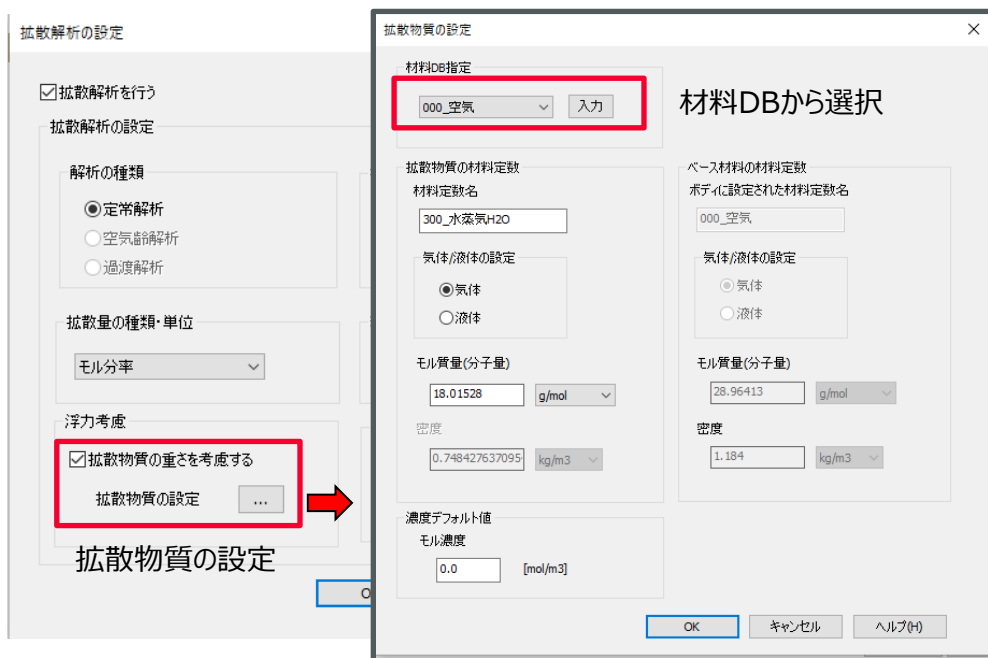 拡散解析の設定
拡散解析を行う
拡散解析の設定
解析の種類
定常解析
空気齢解析
過渡解析
拡散量の種類・単位
モル分率
浮力考慮
拡散物質の重さを考慮する
拡散物質の設定
...
拡散物質の設定
拡散物質の設定
材料DB指定
000_空気
入力
材料DBから選択
拡散物質の材料定数
材料定数名
300_水蒸気H2O
気体/液体の設定
気体
液体
モル質量(分子量)
18.01528
g/mol
密度
0.748427637095
kg/m3
ベース材料の材料定数
ボディに設定された材料定数名
000_空気
気体/液体の設定
気体
液体
モル質量(分子量)
28.96413
g/mol
密度
1.184
kg/m3
濃度デフォルト値
モル濃度
0.0
[mol/m3]
OK
キャンセル
ヘルプ(H)